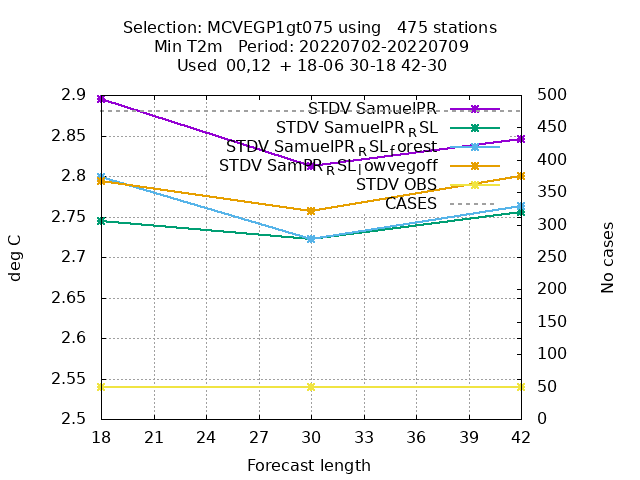 Selection: MCVEGP1gt075 using   475 stations
Min T2m   Period: 20220702-20220709
Used  00,12  + 18-06 30-18 42-30
2.9
2.85
2.8
2.75
2.7
2.65
2.6
2.55
2.5
deg C
500
450
400
350
300
250
200
150
100
50
0
No cases
STDV SamuelPR
STDV SamuelPR_RSL
STDV SamuelPR_RSL_forest
STDV SamPR_RSL_lowvegoff
STDV OBS
CASES
18 21 24 27 30 33 36 39 42
Forecast length